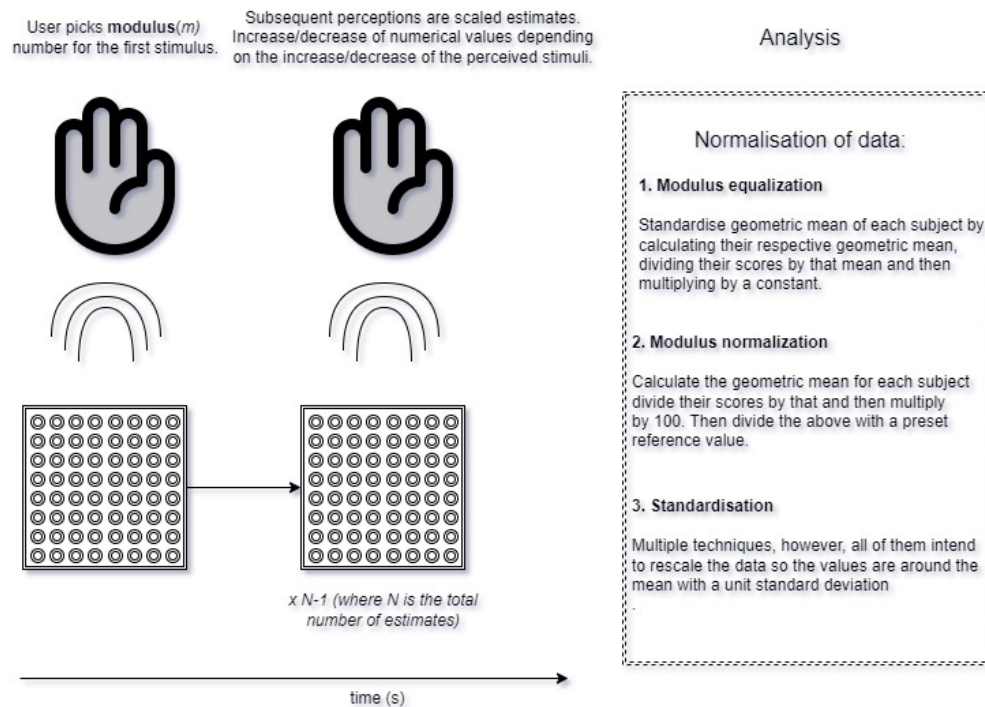 User picks modulus(m)
number for the first stimulus.
Subsequent perceptions are scaled estimates.
Increase/decrease of numerical values depending
on the increase/decrease of the perceived stimuli.
x N-1 (where N is the total
number of estimates)
time (s)
Analysis
Normalisation of data:
1. Modulus equalization
Standardise geometric mean of each subject by
calculating their respective geometric mean,
dividing their scores by that mean and then
multiplying by a constant.
2. Modulus normalization
Calculate the geometric mean for each subject
divide their scores by that and then multiply
by 100. Then divide the above with a preset
reference value.
3. Standardisation
Multiple techniques, however, all of them intend
to rescale the data so the values are around the
mean with a unit standard deviation
.